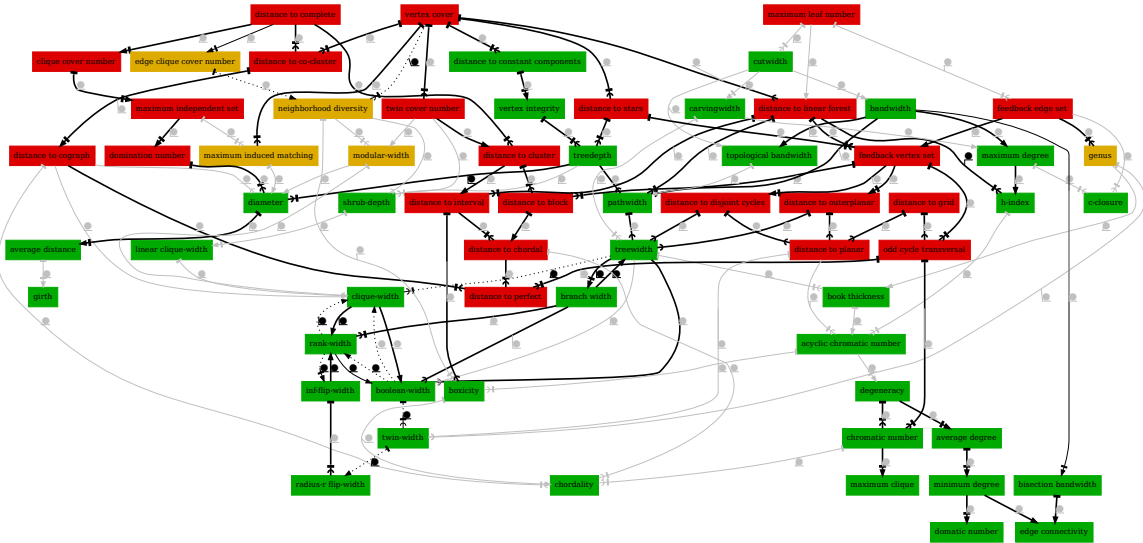 distance to complete
vertex cover
maximum leaf number
clique cover number
edge clique cover number
distance to co-cluster
distance to constant components
cutwidth
maximum independent set
neighborhood diversity
twin cover number
vertex integrity
distance to stars
carvingwidth
distance to linear forest
bandwidth
feedback edge set
distance to cograph
domination number
maximum induced matching
modular-width
distance to cluster
treedepth
topological bandwidth
feedback vertex set
maximum degree
genus
diameter
shrub-depth
distance to interval
distance to block
pathwidth
distance to disjoint cycles
distance to outerplanar
distance to grid
h-index
c-closure
average distance
linear clique-width
distance to chordal
treewidth
distance to planer
odd cycle transversal
girth
clique-width
distance to perfect
branch width
book thickness
rank-width
acyclic chromatic number
inf-flip-width
boolean-width
boxicity
degeneracy
twin-width
chromatic number
average degree
radius-r flip-width
chordality
maximum clique
minimum degree
bisection bandwidth
domatic number
edge connectivity